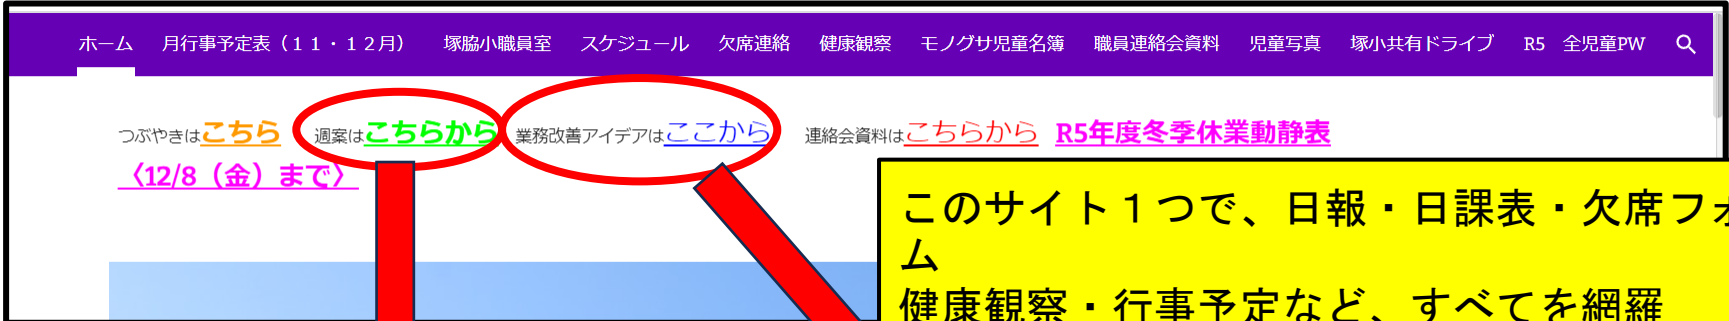 ホーム 月行事予定表（１１・１２月） 塚脇小職員室 スケジュール 欠席連絡 健康観察 モノグサ児童名簿 職員連絡会資料 児童写真 塚小共有ドライブ R5 全児童PW
つぶやきはこちら 週案はこちらから 業務改善アイデアはここから 連絡会資料はこちらから R5年度冬季休業動静表
〈12/8（金）まで〉
このサイト１つで、日報・日課表・欠席フォ
ム
健康観察・行事予定など、すべてを網羅